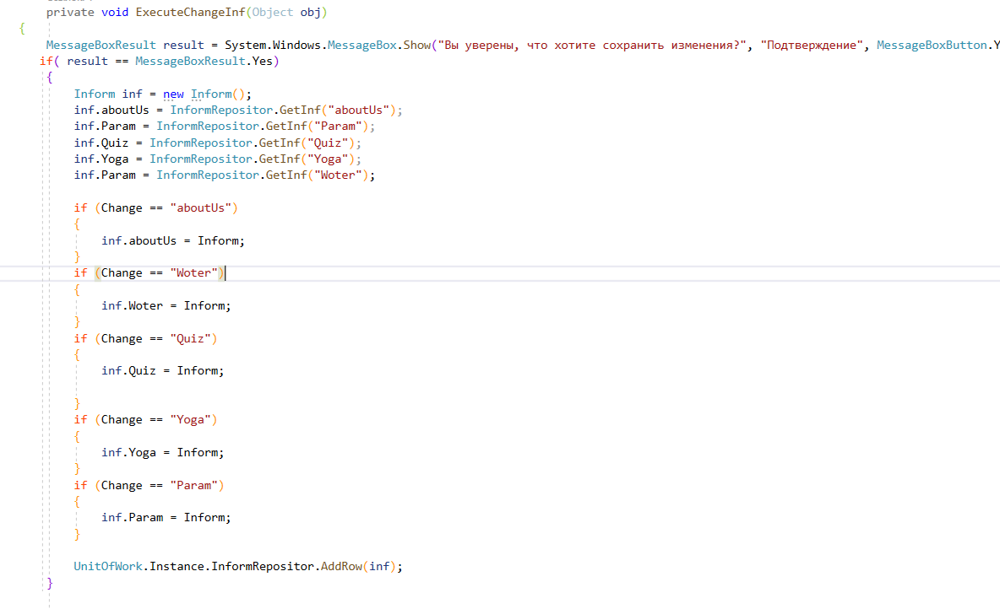 private void ExecuteChangeInf(Object obj)
{
MessageBoxResult result = System.Windows.MessageBox.Show("Вы уверены, что хотите сохранить изменения?", "Подтверждение", MessageBoxButton.Y
if( result == MessageBoxResult.Yes)
{
Inform inf = new Inform();
inf.aboutUs = InformRepositor.GetInf("aboutUs");
inf.Param = InformRepositor.GetInf("Param");
inf.Quiz = InformRepositor.GetInf("Quiz");
inf.Yoga = InformRepositor.GetInf("Yoga");
inf.Param = InformRepositor.GetInf("Woter");
if (Change == "aboutUs")
{
inf.aboutUs = Inform;
}
if (Change == "Woter")
{
inf.Woter = Inform;
}
if (Change == "Quiz")
{
inf.Quiz = Inform;
}
if (Change == "Yoga")
{
inf.Yoga = Inform;
}
if (Change == "Param")
{
inf.Param = Inform;
}
UnitOfWork.Instance.InformRepositor.AddRow(inf);
}